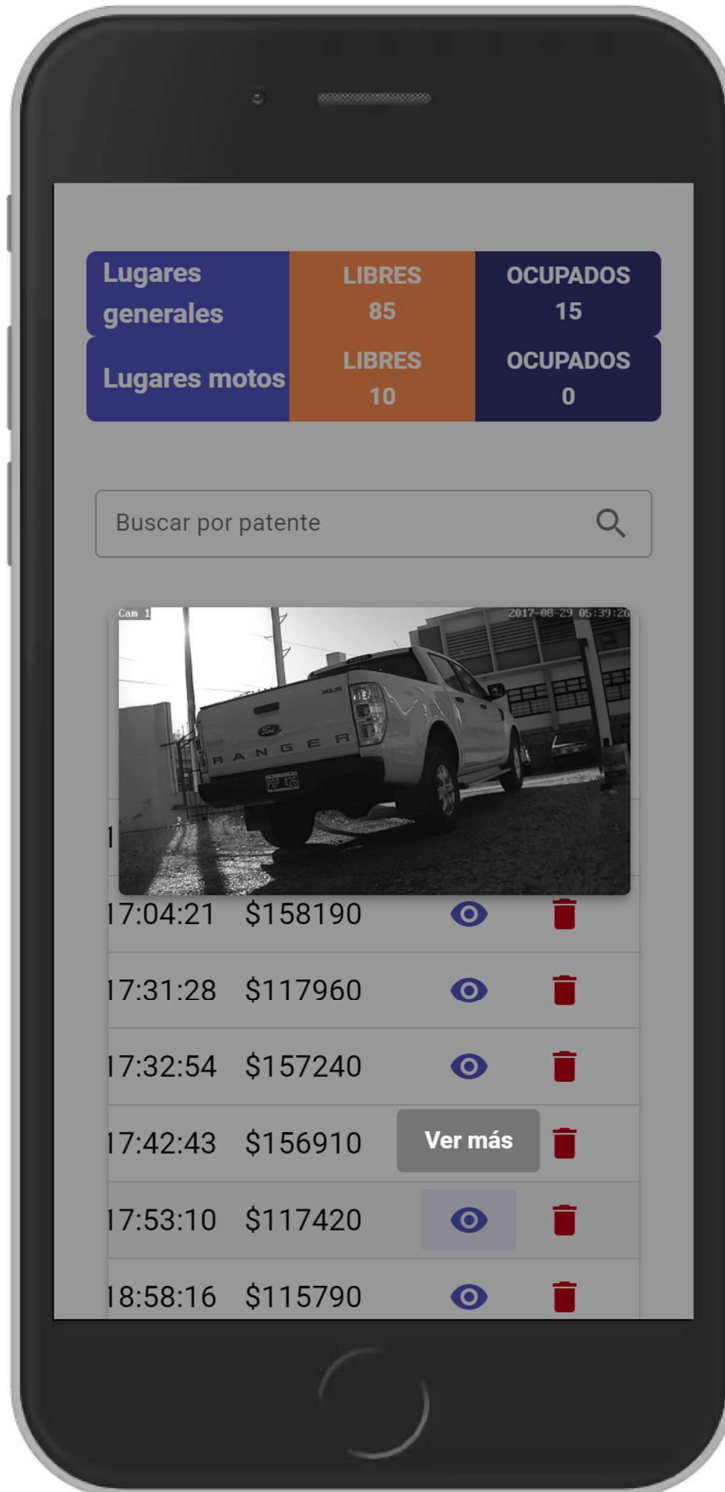 Lugares generales
LIBRES
85
OCUPADOS
15
Lugares motos
LIBRES
10
OCUPADOS
0
Buscar por patente
Cam 1
2017-08-29 05:39:26
XLS
Ford
RANGER
17:04:21 $158190
17:31:28 $117960
17:32:54 $157240
17:42:43 $156910
Ver más
17:53:10 $117420
18:58:16 $115790